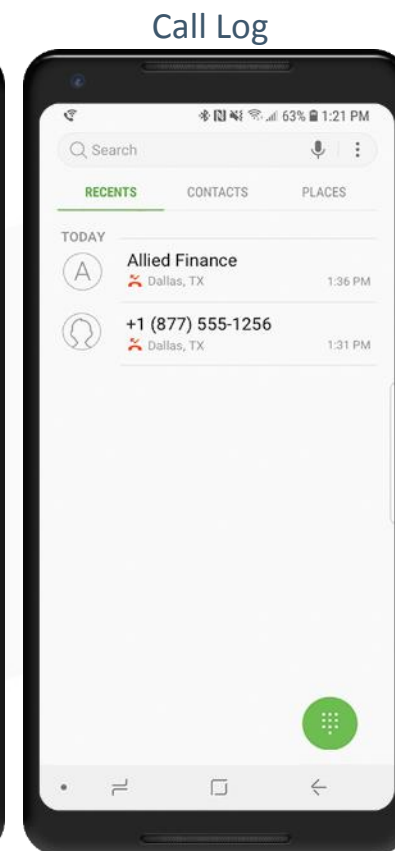 Call Log
63% 1:21 PM
Search
RECENTS CONTACTS PLACES
TODAY
A Allied Finance
Dallas, TX 1:36 PM
+1 (877) 555-1256
Dallas, TX 1:31 PM